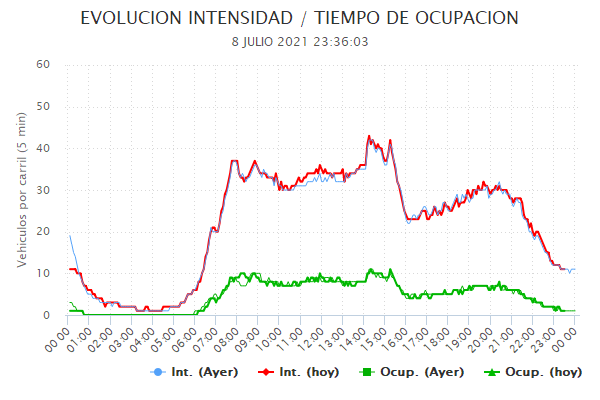 EVOLUCION INTENSIDAD / TIEMPO DE OCUPACION
8 JULIO 2021 23:36:03
Vehiculos por carril (5 min)
60
50
40
30
20
10
0
00:00 01:00 02:00 03:00 04:00 05:00 06:00 07:00 08:00 09:00 10:00 11:00 12:00 13:00 14:00 15:00 16:00 17:00 18:00 19:00 20:00 21:00 22:00 23:00 00:00
Int. (Ayer) Int. (hoy) Ocup. (Ayer) Ocup. (hoy)